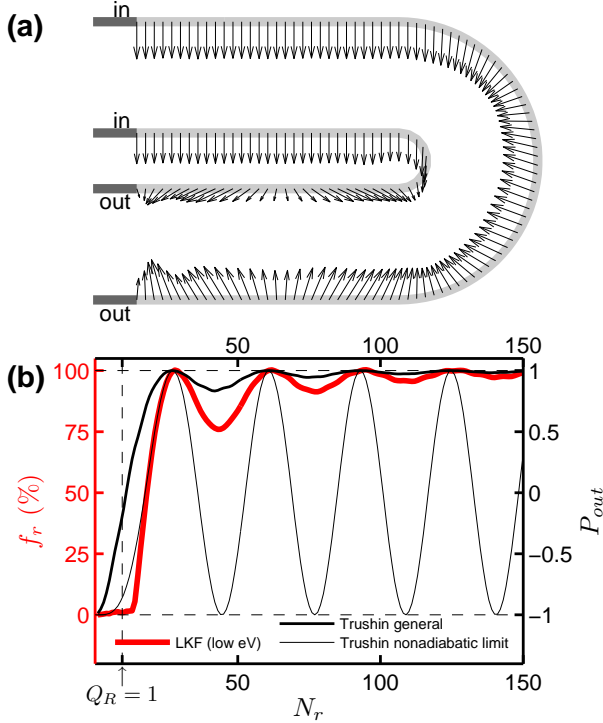 (a)
in
in
out
out
50 100 150
(b)
100
75
50
25
0
f_r (%)
1
0.5
0
−0.5
−1
P_out
Trushin general
LKF (low eV)
Trushin nonadiabatic limit
50 100 150
Q_R = 1
N_r